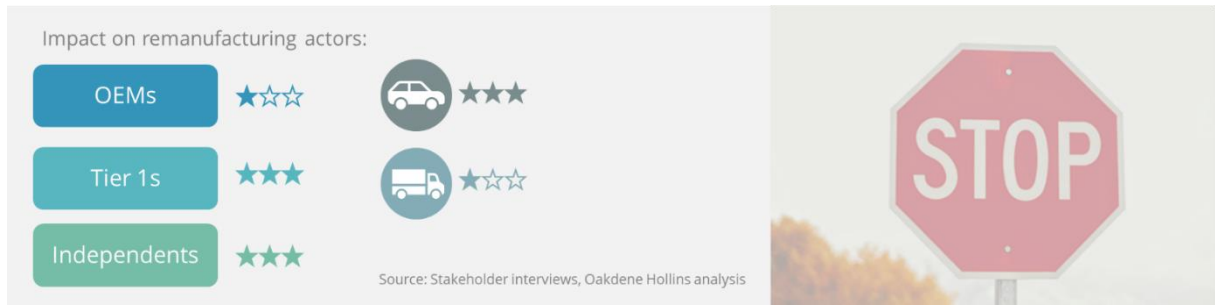 Impact on remanufacturing actors:
OEMs
Tier 1s
Independents
Source: Stakeholder interviews, Oakdene Hollins analysis
STOP